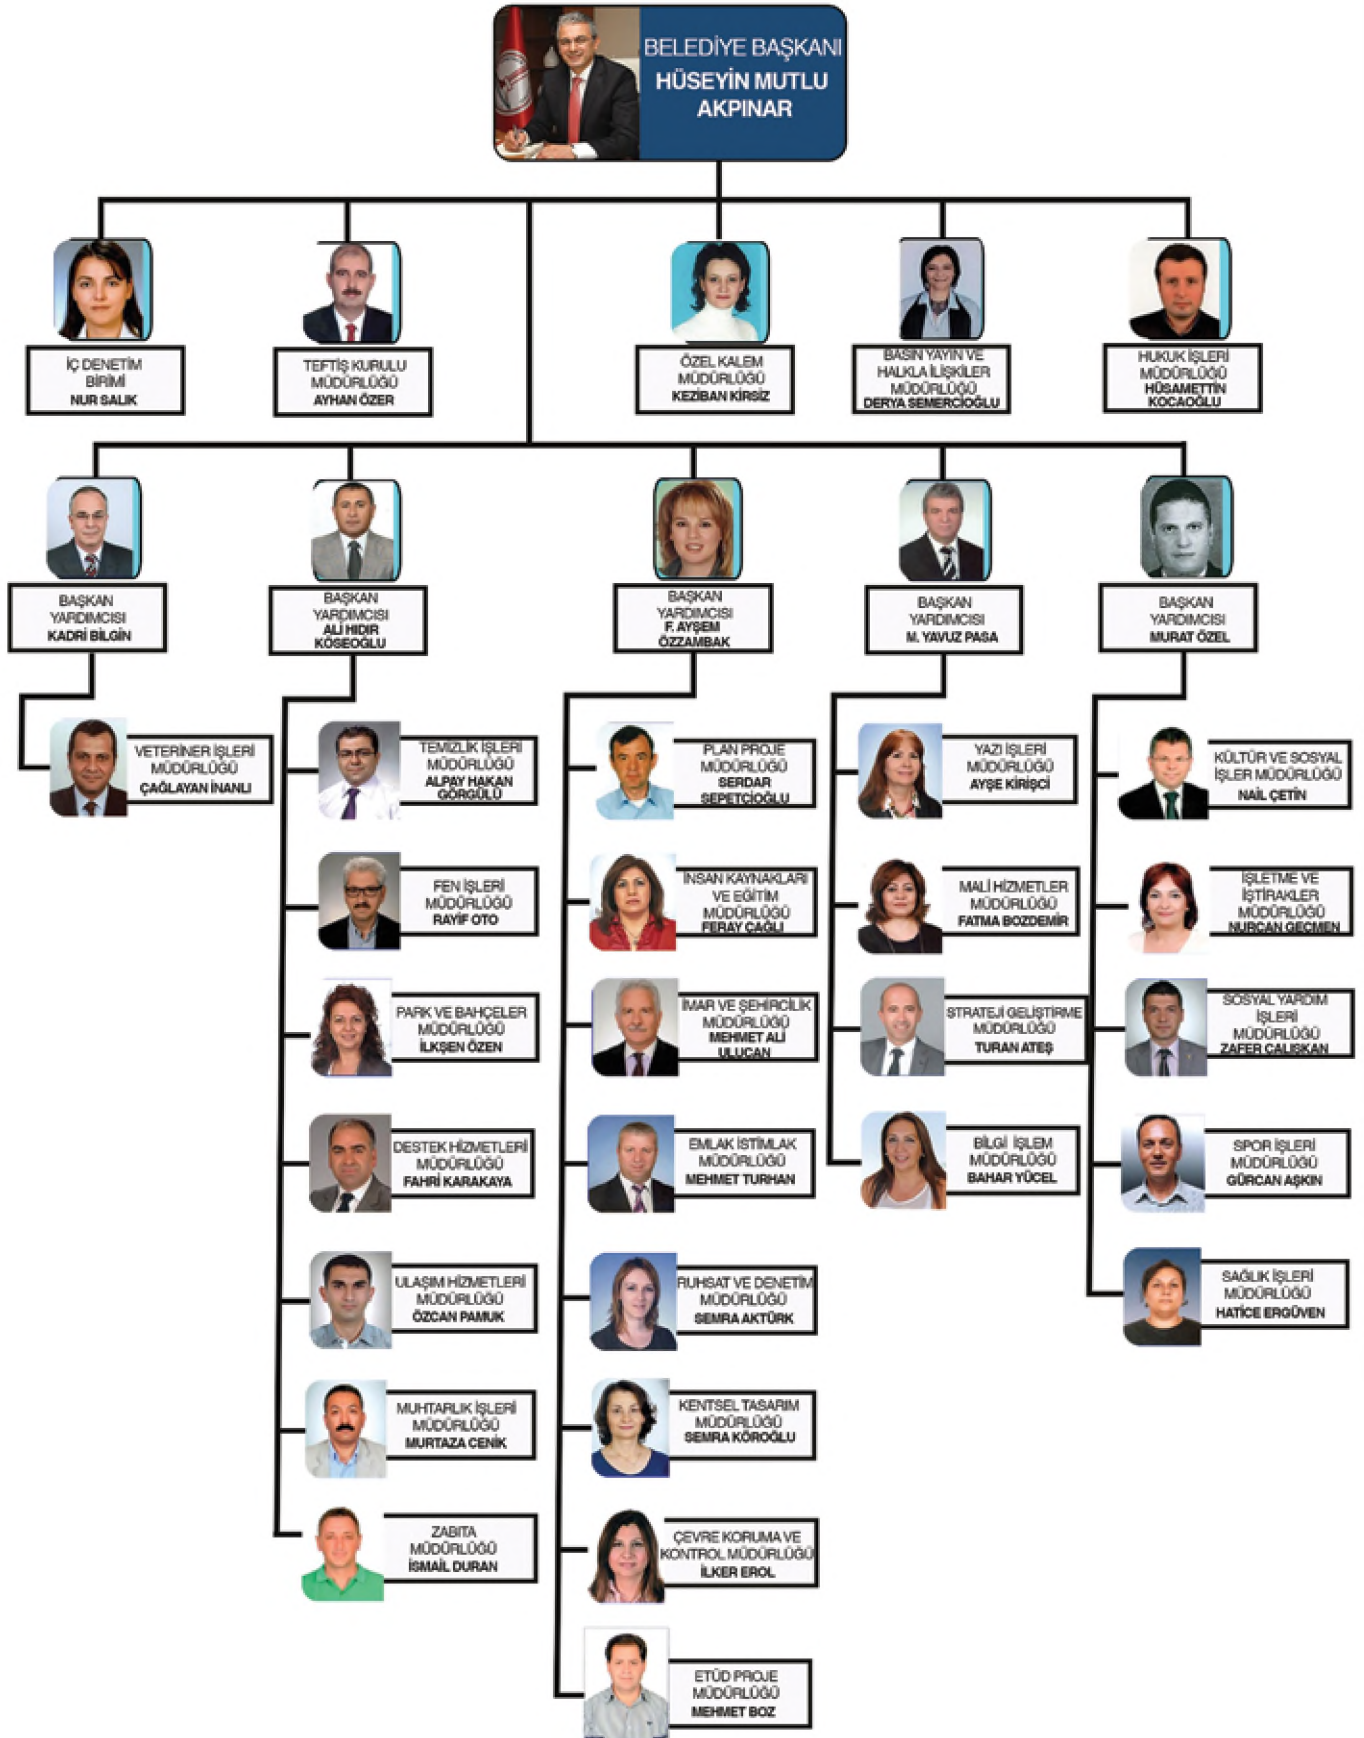 BELEDİYE BAŞKANI
HÜSEYİN MUTLU
AKPINAR
İÇ DENETİM
BİRİMİ
NUR SALIK
TEFTİŞ KURULU
MÜDÜRLÜĞÜ
AYHAN ÖZER
ÖZEL KALEM
MÜDÜRLÜĞÜ
KEZİBAN KİRSİZ
BASIN YAYIN VE
HALKLA İLİŞKİLER
MÜDÜRLÜĞÜ
DERYA SEMERCİOĞLU
HUKUK İŞLERİ
MÜDÜRLÜĞÜ
HÜSAMETTİN
KOCAOĞLU
BAŞKAN
YARDIMCISI
KADRİ BİLGİN
BAŞKAN
YARDIMCISI
ALİ HIDIR
KÖSEOĞLU
BAŞKAN
YARDIMCISI
F. AYŞEM
ÖZZAMBAK
BAŞKAN
YARDIMCISI
M. YAVUZ PASA
BAŞKAN
YARDIMCISI
MURAT ÖZEL
VETERİNER İŞLERİ
MÜDÜRLÜĞÜ
ÇAĞLAYAN İNANLI
TEMİZLİK İŞLERİ
MÜDÜRLÜĞÜ
ALPAY HAKAN
GÖRGÜLÜ
FEN İŞLERİ
MÜDÜRLÜĞÜ
RAYİF OTO
PARK VE BAHÇELER
MÜDÜRLÜĞÜ
İLKŞEN ÖZEN
DESTEK HİZMETLERİ
MÜDÜRLÜĞÜ
FAHRİ KARAKAYA
ULAŞIM HİZMETLERİ
MÜDÜRLÜĞÜ
ÖZCAN PAMUK
MUHTARLIK İŞLERİ
MÜDÜRLÜĞÜ
MURTAZA CENİK
ZABITA
MÜDÜRLÜĞÜ
İSMAİL DURAN
PLAN PROJE
MÜDÜRLÜĞÜ
SERDAR
SEPETCİOĞLU
İNSAN KAYNAKLARI
VE EĞİTİM
MÜDÜRLÜĞÜ
FERAY ÇAĞLI
İMAR VE ŞEHİRCİLİK
MÜDÜRLÜĞÜ
MEHMET ALİ
ULUCAN
EMLAK İSTİMLAK
MÜDÜRLÜĞÜ
MEHMET TURHAN
RUHSAT VE DENETİM
MÜDÜRLÜĞÜ
SEMRA AKTÜRK
KENTSEL TASARIM
MÜDÜRLÜĞÜ
SEMRA KÖROĞLU
ÇEVRE KORUMA VE
KONTROL MÜDÜRLÜĞÜ
İLKER EROL
ETÜD PROJE
MÜDÜRLÜĞÜ
MEHMET BOZ
YAZI İŞLERİ
MÜDÜRLÜĞÜ
AYŞE KİRİŞCİ
MALİ HİZMETLER
MÜDÜRLÜĞÜ
FATMA BOZDEMİR
STRATEJİ GELİŞTİRME
MÜDÜRLÜĞÜ
TURAN ATEŞ
BİLGİ İŞLEM
MÜDÜRLÜĞÜ
BAHAR YÜCEL
KÜLTÜR VE SOSYAL
İŞLER MÜDÜRLÜĞÜ
NAİL ÇETİN
İŞLETME VE
İŞTİRAKLER
MÜDÜRLÜĞÜ
NURCAN GEÇMEN
SOSYAL YARDIM
İŞLERİ
MÜDÜRLÜĞÜ
ZAFER ÇALIŞKAN
SPOR İŞLERİ
MÜDÜRLÜĞÜ
GÜRCAN AŞKIN
SAĞLIK İŞLERİ
MÜDÜRLÜĞÜ
HATİCE ERGÜVEN